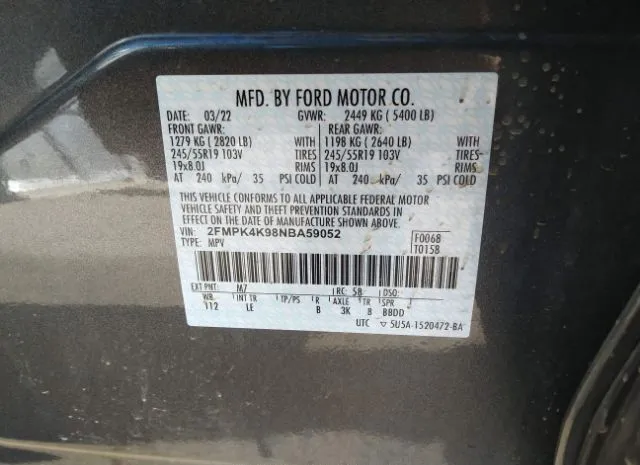 MFD. BY FORD MOTOR CO.
DATE: 03/22 GVWR: 2449 KG ( 5400 LB)
FRONT GAWR: REAR GAWR:
1279 KG ( 2820 LB) WITH 1198 KG ( 2640 LB) WITH
245/55R19 103V TIRES 245/55R19 103V TIRES
19x8.0J RIMS 19x8.0J RIMS
AT 240 kPa/ 35 PSI COLD AT 240 kPa/ 35 PSI COLD
THIS VEHICLE CONFORMS TO ALL APPLICABLE FEDERAL MOTOR
VEHICLE SAFETY AND THEFT PREVENTION STANDARDS IN
EFFECT ON THE DATE OF MANUFACTURE SHOWN ABOVE.
VIN: 2FMPK4K98NBA59052 F0068
TYPE: MPV T0158
EXT PNT: M7 RC: 58 DSO:
WB INT TR TP/PS R AXLE TR SPR
112 LE B 3K 8 BBDD
UTC ▽ 5U5A 1520472-BA